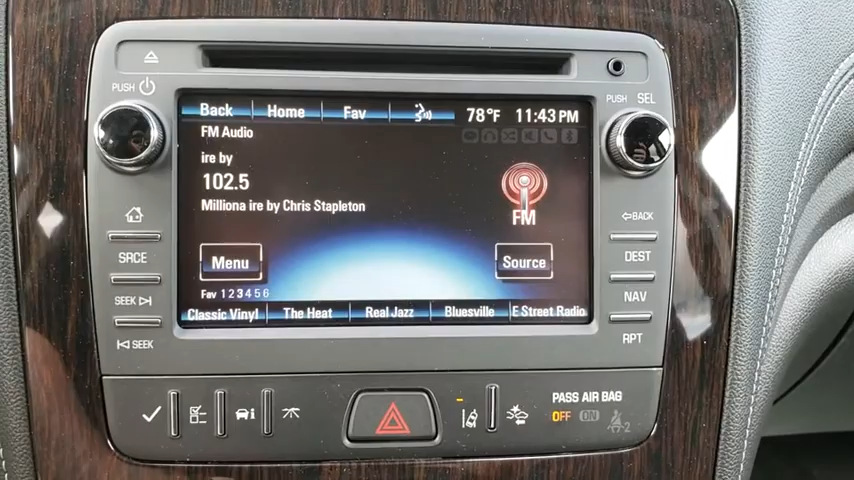 PUSH
PUSH SEL
Back Home Fav 78°F 11:43PM
FM Audio
ire by
102.5
Milliona ire by Chris Stapleton
FM
Menu
Source
Fav 1 2 3 4 5 6
Classic Vinyl The Heat Real Jazz Bluesville E Street Radio
SRCE
SEEK
SEEK
BACK
DEST
NAV
RPT
PASS AIR BAG
OFF ON
2